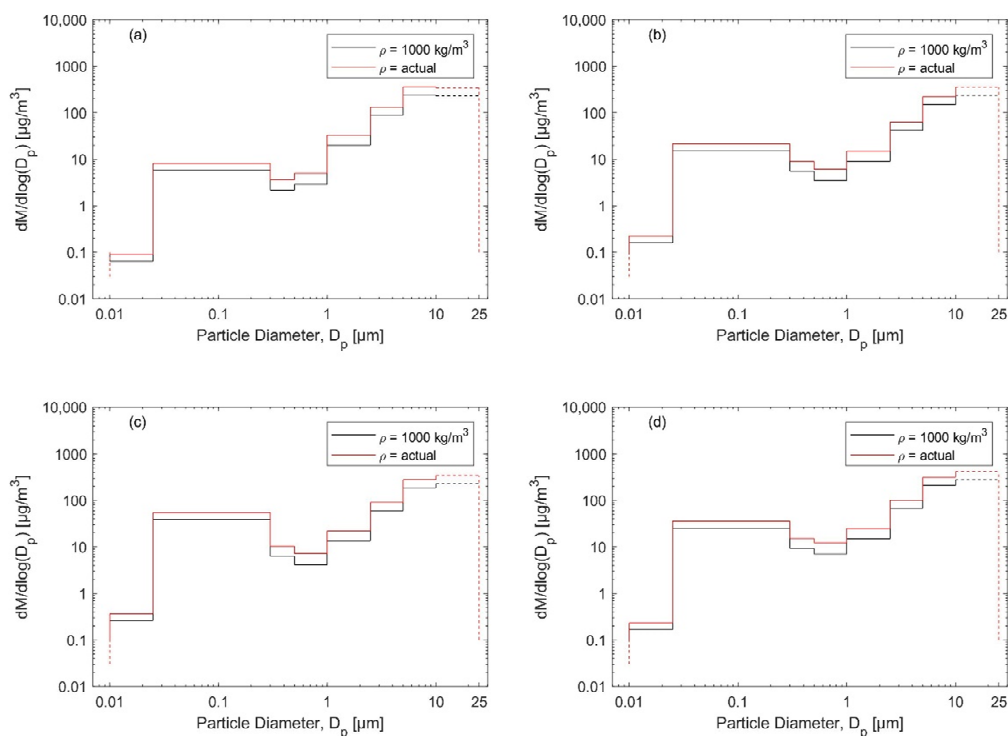 (a)
ρ = 1000 kg/m³
ρ = actual
10,000
1000
100
10
1
0.1
0.01
dM/dlog(Dₚ) [µg/m³]
0.01 0.1 1 10 25
Particle Diameter, Dₚ [µm]
(b)
ρ = 1000 kg/m³
ρ = actual
10,000
1000
100
10
1
0.1
0.01
dM/dlog(Dₚ) [µg/m³]
0.01 0.1 1 10 25
Particle Diameter, Dₚ [µm]
(c)
ρ = 1000 kg/m³
ρ = actual
10,000
1000
100
10
1
0.1
0.01
dM/dlog(Dₚ) [µg/m³]
0.01 0.1 1 10 25
Particle Diameter, Dₚ [µm]
(d)
ρ = 1000 kg/m³
ρ = actual
10,000
1000
100
10
1
0.1
0.01
dM/dlog(Dₚ) [µg/m³]
0.01 0.1 1 10 25
Particle Diameter, Dₚ [µm]